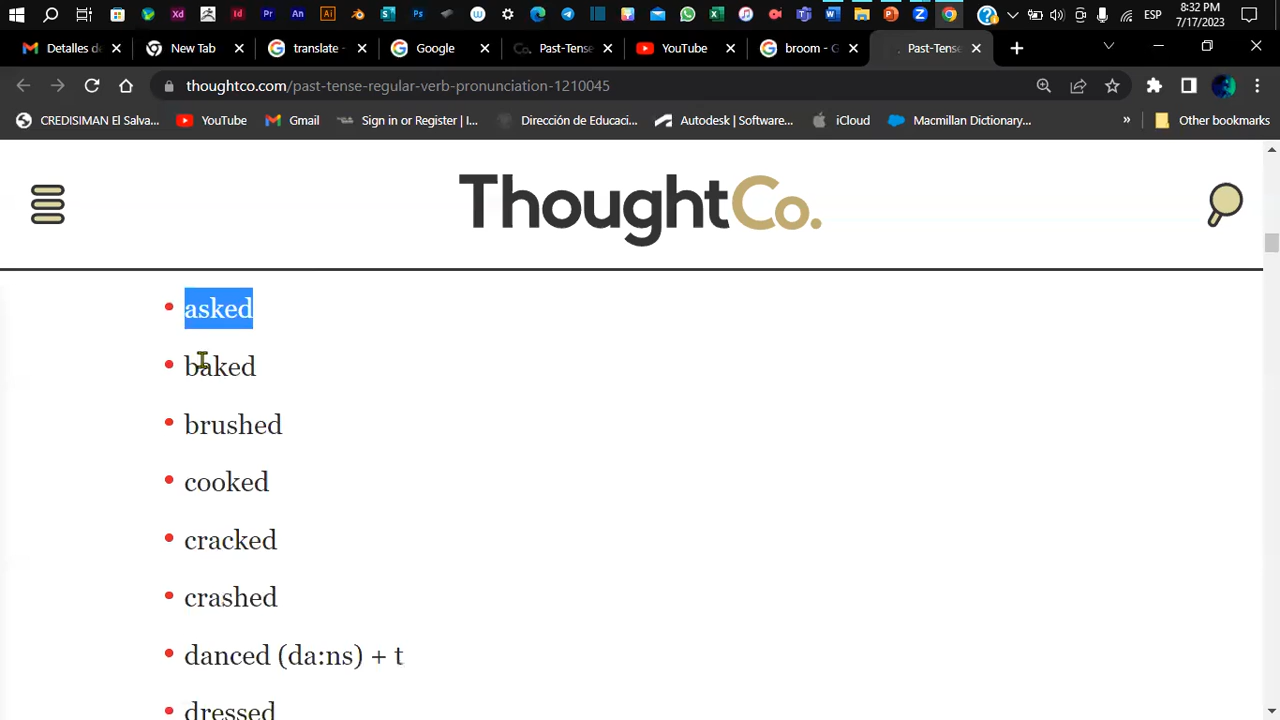 8:32 PM
ESP
7/17/2023
Detalles de
New Tab
translate -
Google
Past-Tense
YouTube
broom - G
Past-Tense
thoughtco.com/past-tense-regular-verb-pronunciation-1210045
CREDISIMAN El Salva...
YouTube
Gmail
Sign in or Register | I...
Dirección de Educaci...
Autodesk | Software...
iCloud
Macmillan Dictionary...
»
Other bookmarks
ThoughtCo.
• asked
• baked
• brushed
• cooked
• cracked
• crashed
• danced (da:ns) + t
• dressed